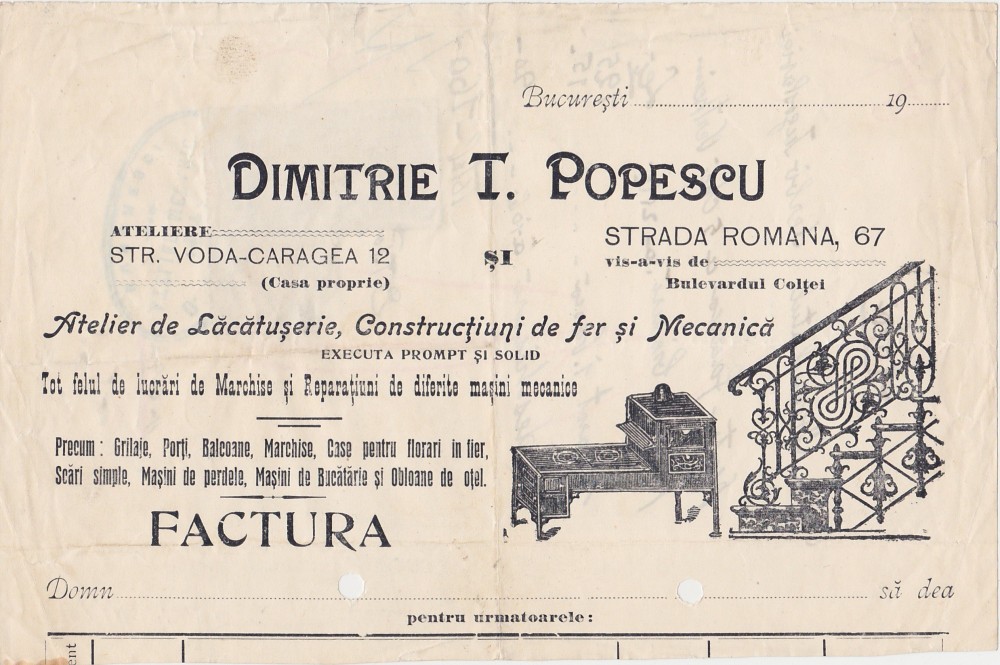 București ........ 19 ....
DIMITRIE T. POPESCU
ATELIERE
STR. VODA-CARAGEA 12
(Casa proprie)
ȘI
STRADA ROMANA, 67
vis-a-vis de
Bulevardul Colței
Atelier de Lăcătușerie, Construcțiuni de fer și Mecanică
EXECUTA PROMPT ȘI SOLID
Tot felul de lucrări de Marchise și Reparațiuni de diferite mașini mecanice
Precum: Grilaje, Porți, Balcoane, Marchise, Case pentru florari in fier,
Scări simple, Mașini de perdele, Mașini de Bucătărie și Obloane de oțel.
FACTURA
Domn ........ să dea
pentru urmatoarele: